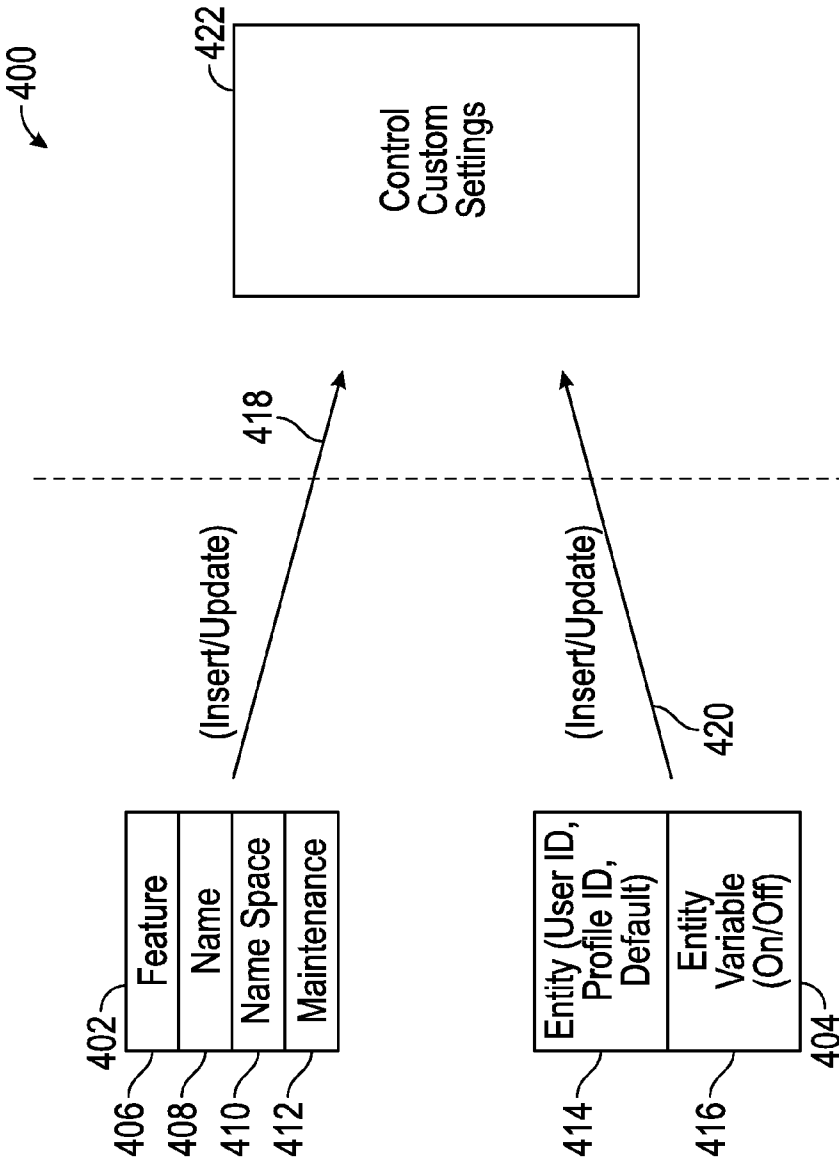 400
402
406
Feature
408
Name
410
Name Space
412
Maintenance
(Insert/Update)
418
422
Control
Custom
Settings
414
Entity (User ID,
Profile ID,
Default)
416
Entity
Variable
(On/Off)
404
(Insert/Update)
420